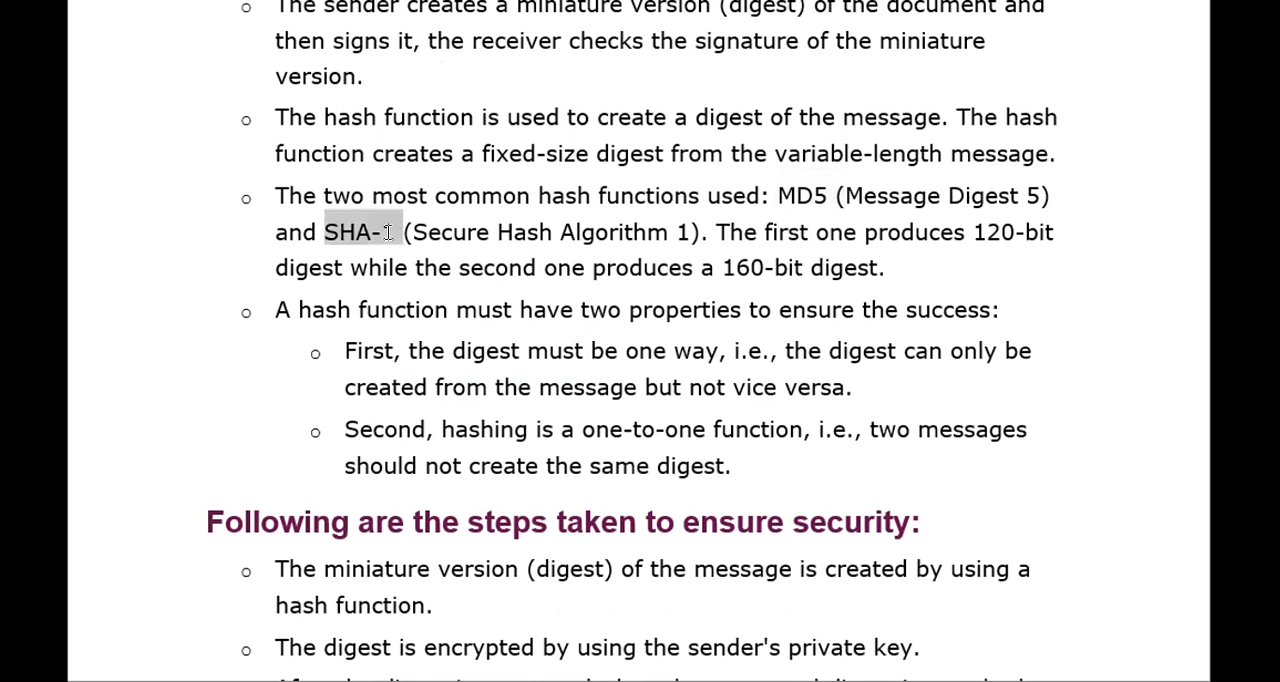 The sender creates a miniature version (digest) of the document and
then signs it, the receiver checks the signature of the miniature
version.
The hash function is used to create a digest of the message. The hash
function creates a fixed-size digest from the variable-length message.
The two most common hash functions used: MD5 (Message Digest 5)
and SHA-1 (Secure Hash Algorithm 1). The first one produces 120-bit
digest while the second one produces a 160-bit digest.
A hash function must have two properties to ensure the success:
First, the digest must be one way, i.e., the digest can only be
created from the message but not vice versa.
Second, hashing is a one-to-one function, i.e., two messages
should not create the same digest.
Following are the steps taken to ensure security:
The miniature version (digest) of the message is created by using a
hash function.
The digest is encrypted by using the sender's private key.